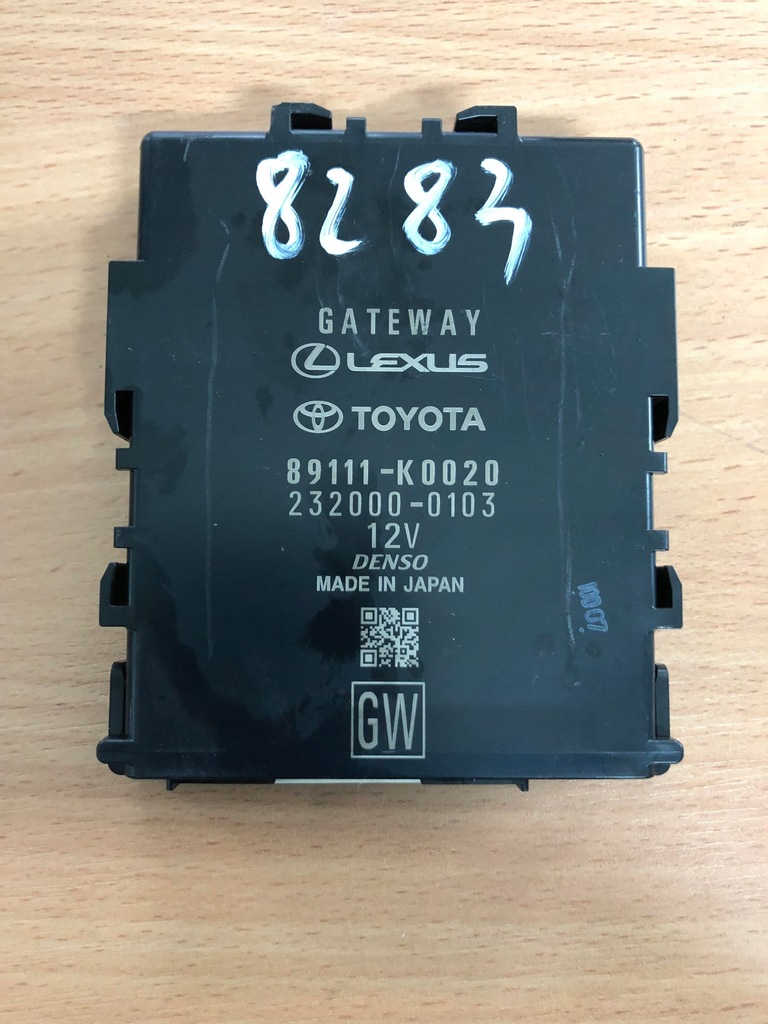 8283
GATEWAY
LEXUS
TOYOTA
89111-K0020
232000-0103
12V
DENSO
MADE IN JAPAN
GW